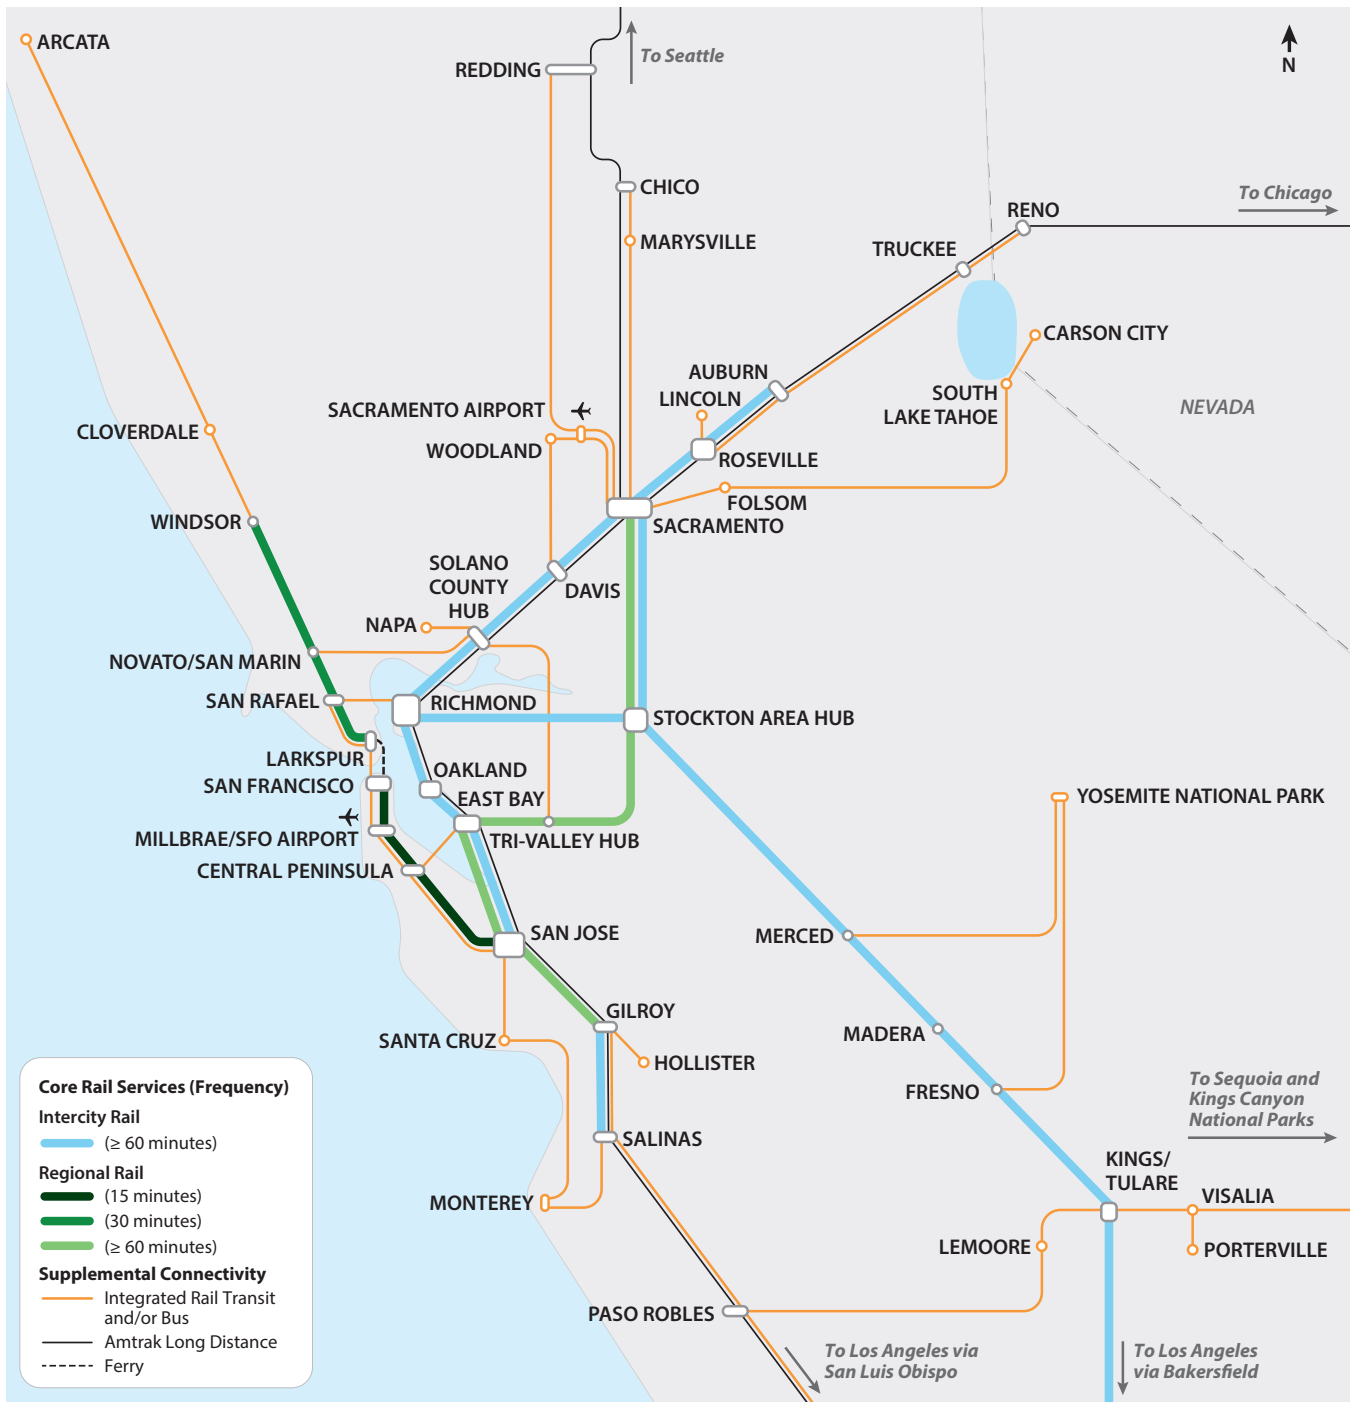 ARCATA
To Seattle
N
REDDING
CHICO
To Chicago
RENO
MARYSVILLE
TRUCKEE
CARSON CITY
AUBURN
LINCOLN
SOUTH
LAKE TAHOE
NEVADA
SACRAMENTO AIRPORT
CLOVERDALE
WOODLAND
ROSEVILLE
FOLSOM
WINDSOR
SACRAMENTO
SOLANO
COUNTY
HUB
DAVIS
NAPA
NOVATO/SAN MARIN
SAN RAFAEL
RICHMOND
STOCKTON AREA HUB
LARKSPUR
OAKLAND
SAN FRANCISCO
EAST BAY
YOSEMITE NATIONAL PARK
MILLBRAE/SFO AIRPORT
TRI-VALLEY HUB
CENTRAL PENINSULA
SAN JOSE
MERCED
GILROY
SANTA CRUZ
MADERA
HOLLISTER
FRESNO
To Sequoia and
Kings Canyon
National Parks
SALINAS
KINGS/
TULARE
VISALIA
MONTEREY
LEMOORE
PORTERVILLE
PASO ROBLES
To Los Angeles via
San Luis Obispo
To Los Angeles
via Bakersfield
Core Rail Services (Frequency)
Intercity Rail
(≥ 60 minutes)
Regional Rail
(15 minutes)
(30 minutes)
(≥ 60 minutes)
Supplemental Connectivity
Integrated Rail Transit
and/or Bus
Amtrak Long Distance
Ferry